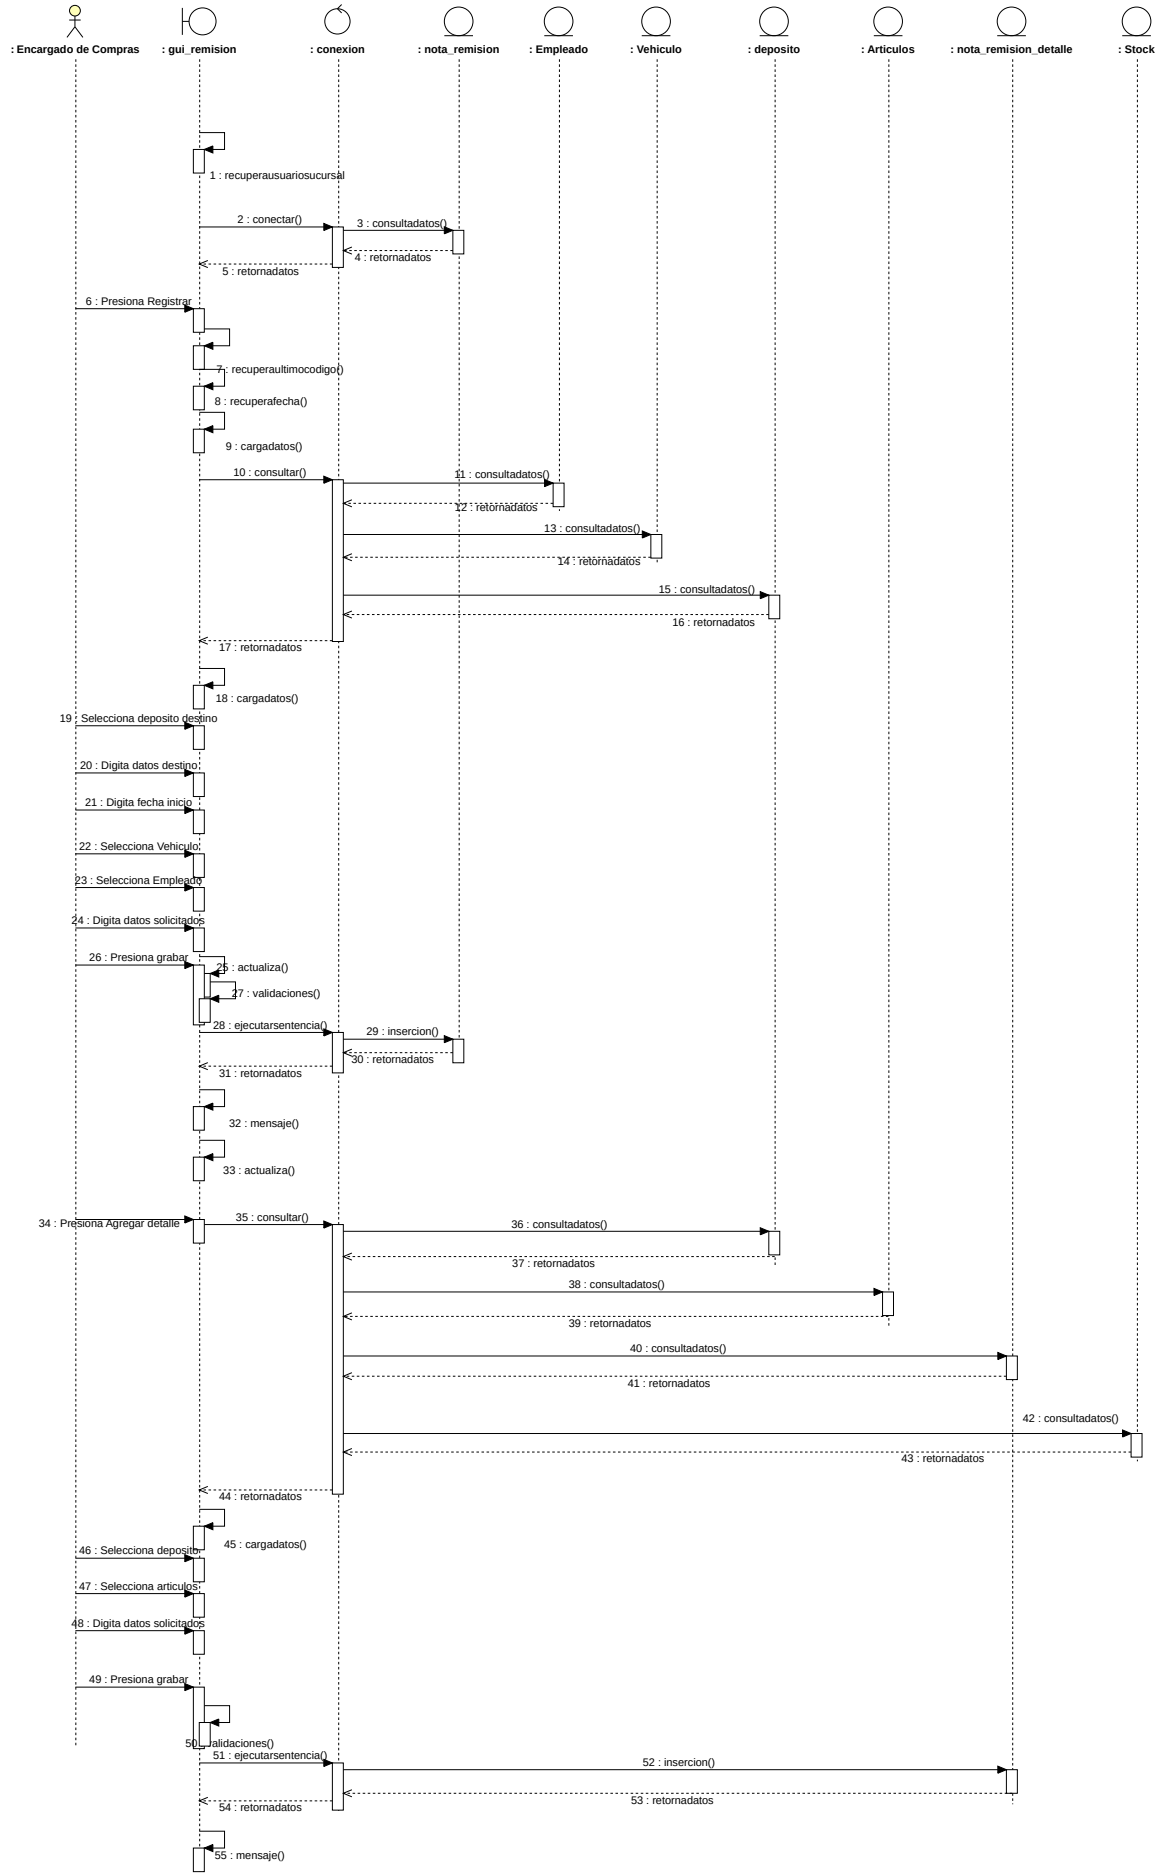 : Encargado de Compras
: gui_remision
: conexion
: nota_remision
: Empleado
: Vehiculo
: deposito
: Articulos
: nota_remision_detalle
: Stock
1 : recuperausuariosucursal
2 : conectar()
3 : consultadatos()
4 : retornadatos
5 : retornadatos
6 : Presiona Registrar
7 : recuperaultimocodigo()
8 : recuperafecha()
9 : cargadatos()
10 : consultar()
11 : consultadatos()
12 : retornadatos
13 : consultadatos()
14 : retornadatos
15 : consultadatos()
16 : retornadatos
17 : retornadatos
18 : cargadatos()
19 : Selecciona deposito destino
20 : Digita datos destino
21 : Digita fecha inicio
22 : Selecciona Vehiculo
23 : Selecciona Empleado
24 : Digita datos solicitados
26 : Presiona grabar
25 : actualiza()
27 : validaciones()
28 : ejecutarsentencia()
29 : insercion()
30 : retornadatos
31 : retornadatos
32 : mensaje()
33 : actualiza()
34 : Presiona Agregar detalle
35 : consultar()
36 : consultadatos()
37 : retornadatos
38 : consultadatos()
39 : retornadatos
40 : consultadatos()
41 : retornadatos
42 : consultadatos()
43 : retornadatos
44 : retornadatos
45 : cargadatos()
46 : Selecciona deposito
47 : Selecciona articulos
48 : Digita datos solicitados
49 : Presiona grabar
50 : validaciones()
51 : ejecutarsentencia()
52 : insercion()
53 : retornadatos
54 : retornadatos
55 : mensaje()